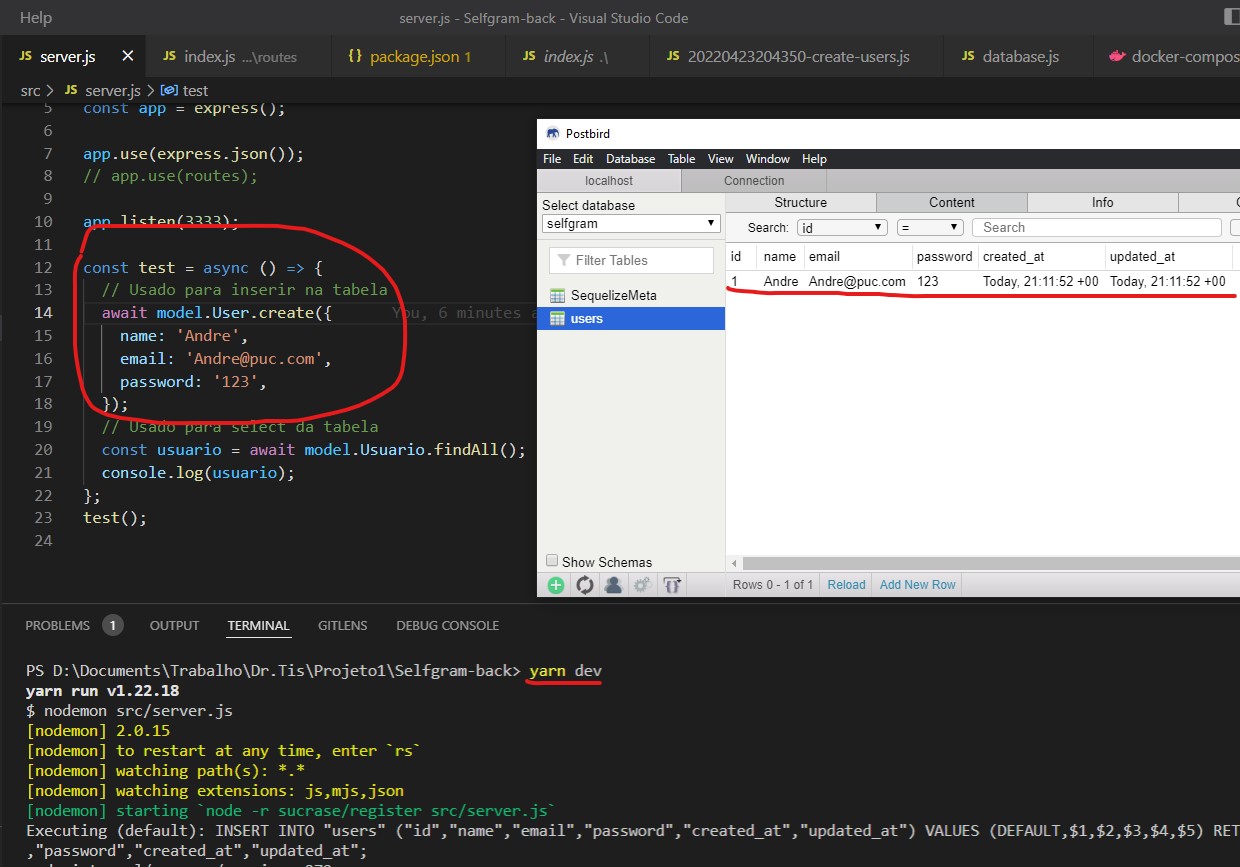 Help
server.js - Selfgram-back - Visual Studio Code
JS server.js JS index.js ...\routes {} package.json 1 JS index.js .\ JS 20220423204350-create-users.js JS database.js docker-compos
src > JS server.js > test
5 const app = express();
6
7 app.use(express.json());
8 // app.use(routes);
9
10 app.listen(3333);
11
12 const test = async () => {
13 // Usado para inserir na tabela
14 await model.User.create({ You, 6 minutes a
15 name: 'Andre',
16 email: 'Andre@puc.com',
17 password: '123',
18 });
19 // Usado para select da tabela
20 const usuario = await model.Usuario.findAll();
21 console.log(usuario);
22 };
23 test();
24
Postbird
File Edit Database Table View Window Help
localhost Connection
Select database
selfgram
Filter Tables
SequelizeMeta
users
Show Schemas
Structure Content Info
Search: id = Search
id name email password created_at updated_at
1 Andre Andre@puc.com 123 Today, 21:11:52 +00 Today, 21:11:52 +00
Rows 0 - 1 of 1 Reload Add New Row
PROBLEMS 1 OUTPUT TERMINAL GITLENS DEBUG CONSOLE
PS D:\Documents\Trabalho\Dr.Tis\Projeto1\Selfgram-back> yarn dev
yarn run v1.22.18
$ nodemon src/server.js
[nodemon] 2.0.15
[nodemon] to restart at any time, enter `rs`
[nodemon] watching path(s): *.*
[nodemon] watching extensions: js,mjs,json
[nodemon] starting `node -r sucrase/register src/server.js`
Executing (default): INSERT INTO "users" ("id","name","email","password","created_at","updated_at") VALUES (DEFAULT,$1,$2,$3,$4,$5) RET
,"password","created_at","updated_at";